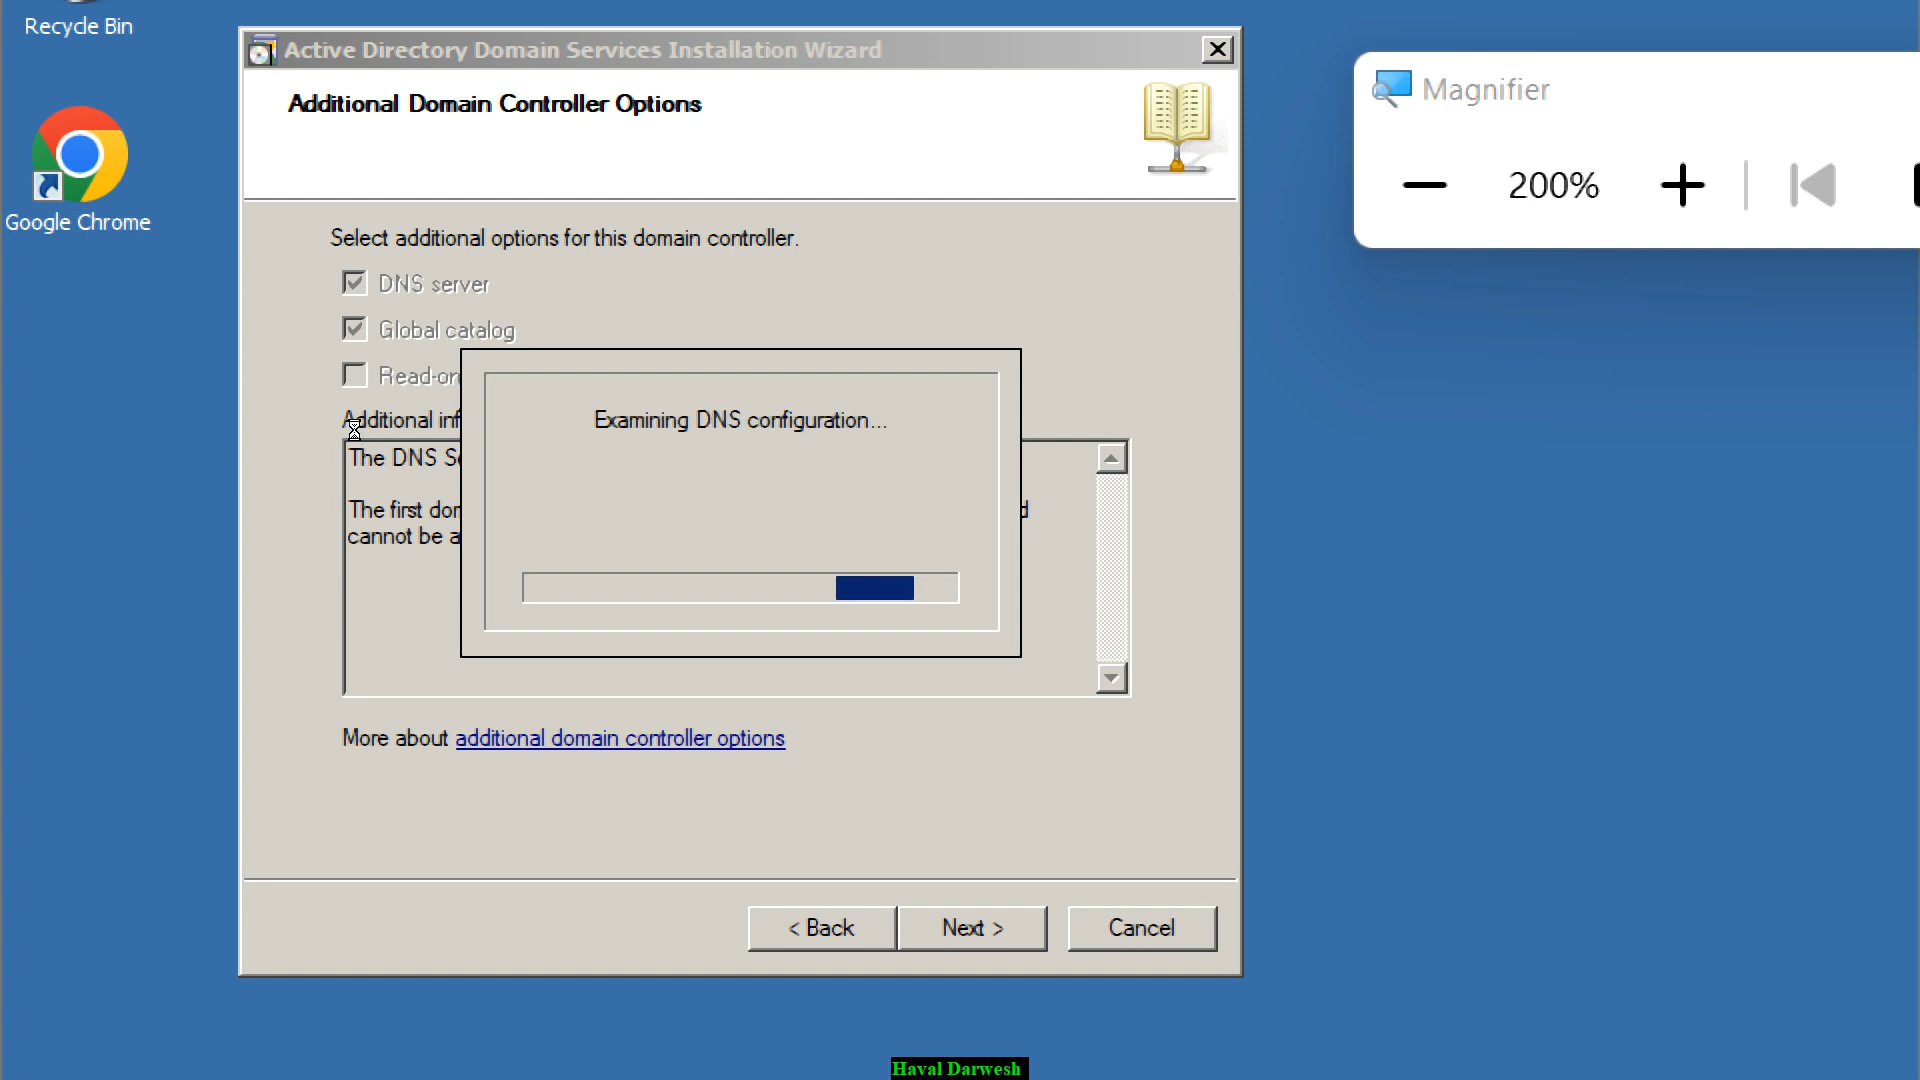 Recycle Bin
Google Chrome
Active Directory Domain Services Installation Wizard
Additional Domain Controller Options
Select additional options for this domain controller.
DNS server
Global catalog
Read-on
Additional inf
The DNS Se
The first dor
d
cannot be a
Examining DNS configuration...
More about additional domain controller options
< Back
Next >
Cancel
Magnifier
200%
Haval Darwesh